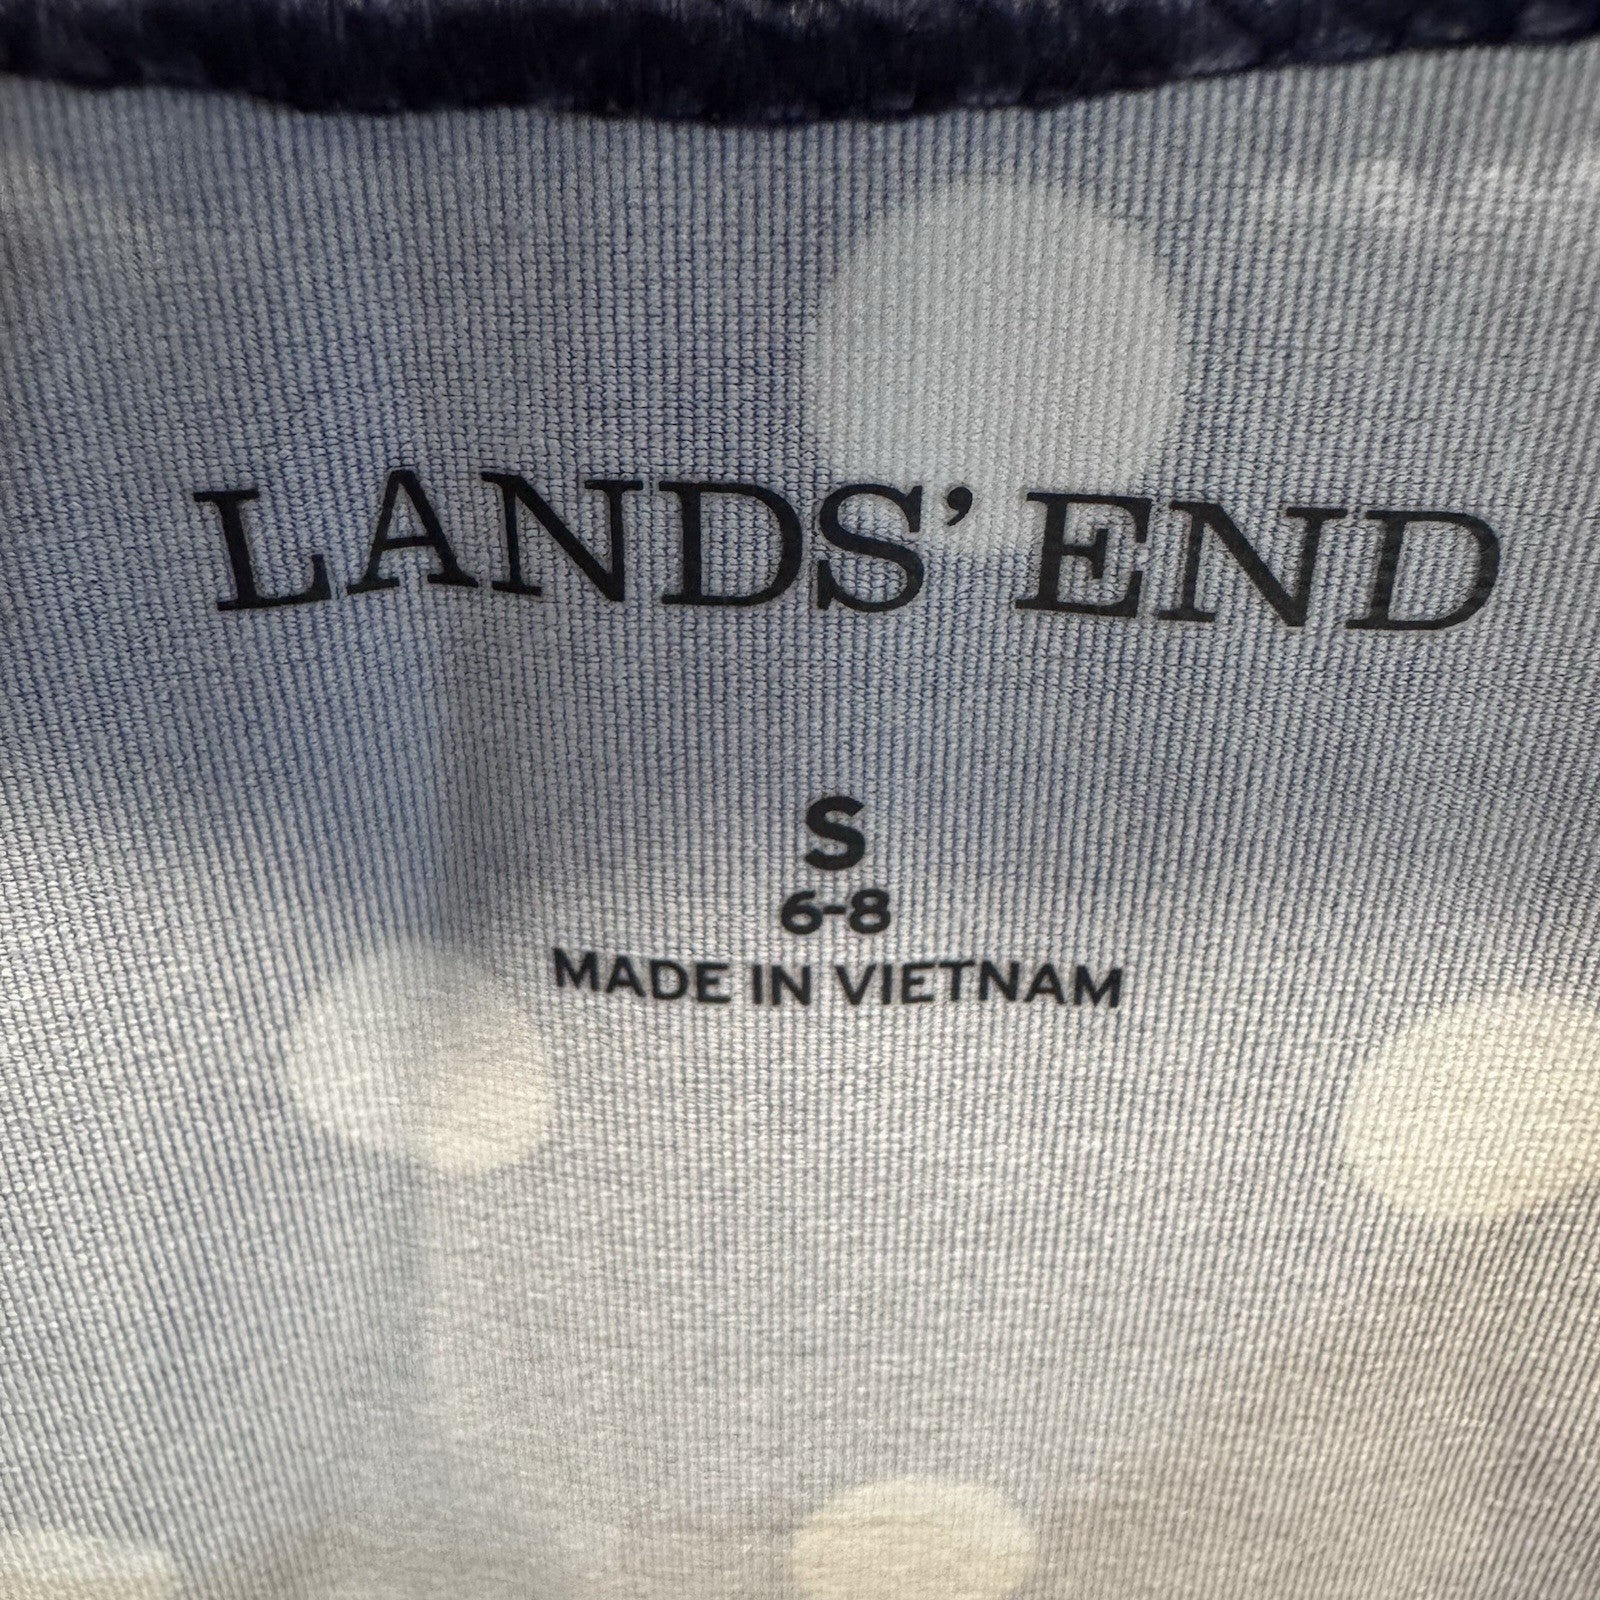 LANDS’ END
S
6-8
MADE IN VIETNAM